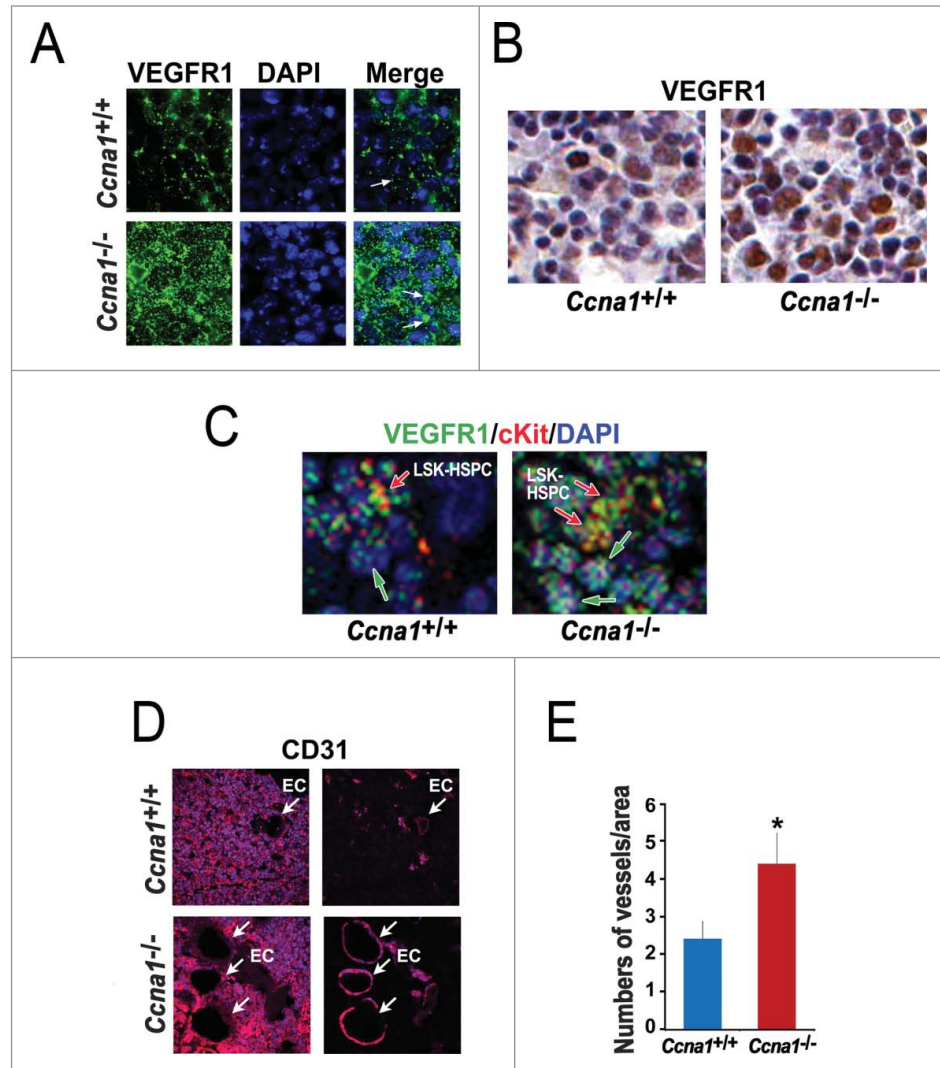 A
VEGFR1 DAPI Merge
Ccna1+/+
Ccna1-/-
B
VEGFR1
Ccna1+/+ Ccna1-/-
C
VEGFR1/cKit/DAPI
LSK-HSPC
LSK-
HSPC
Ccna1+/+ Ccna1-/-
D
CD31
Ccna1+/+
EC EC
Ccna1-/-
EC EC
E
Numbers of vessels/area
6
5
4
3
2
1
0
*
Ccna1+/+ Ccna1-/-